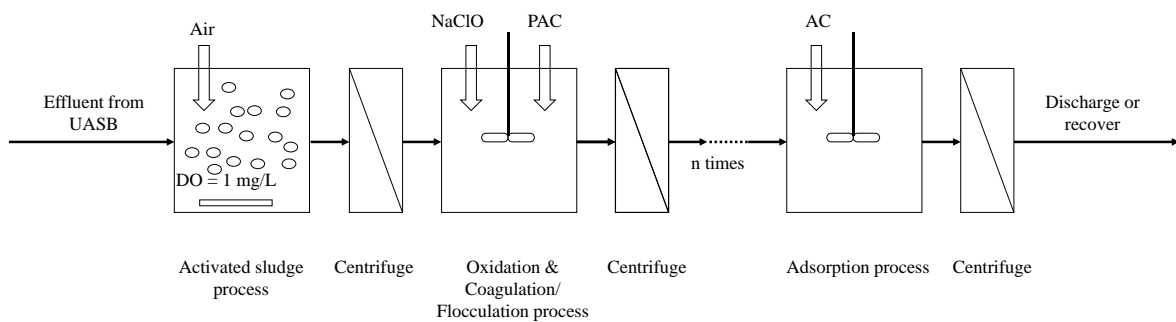 Air
NaClO
PAC
AC
Effluent from
UASB
DO = 1 mg/L
n times
Discharge or
recover
Activated sludge
process
Centrifuge
Oxidation &
Coagulation/
Flocculation process
Centrifuge
Adsorption process
Centrifuge